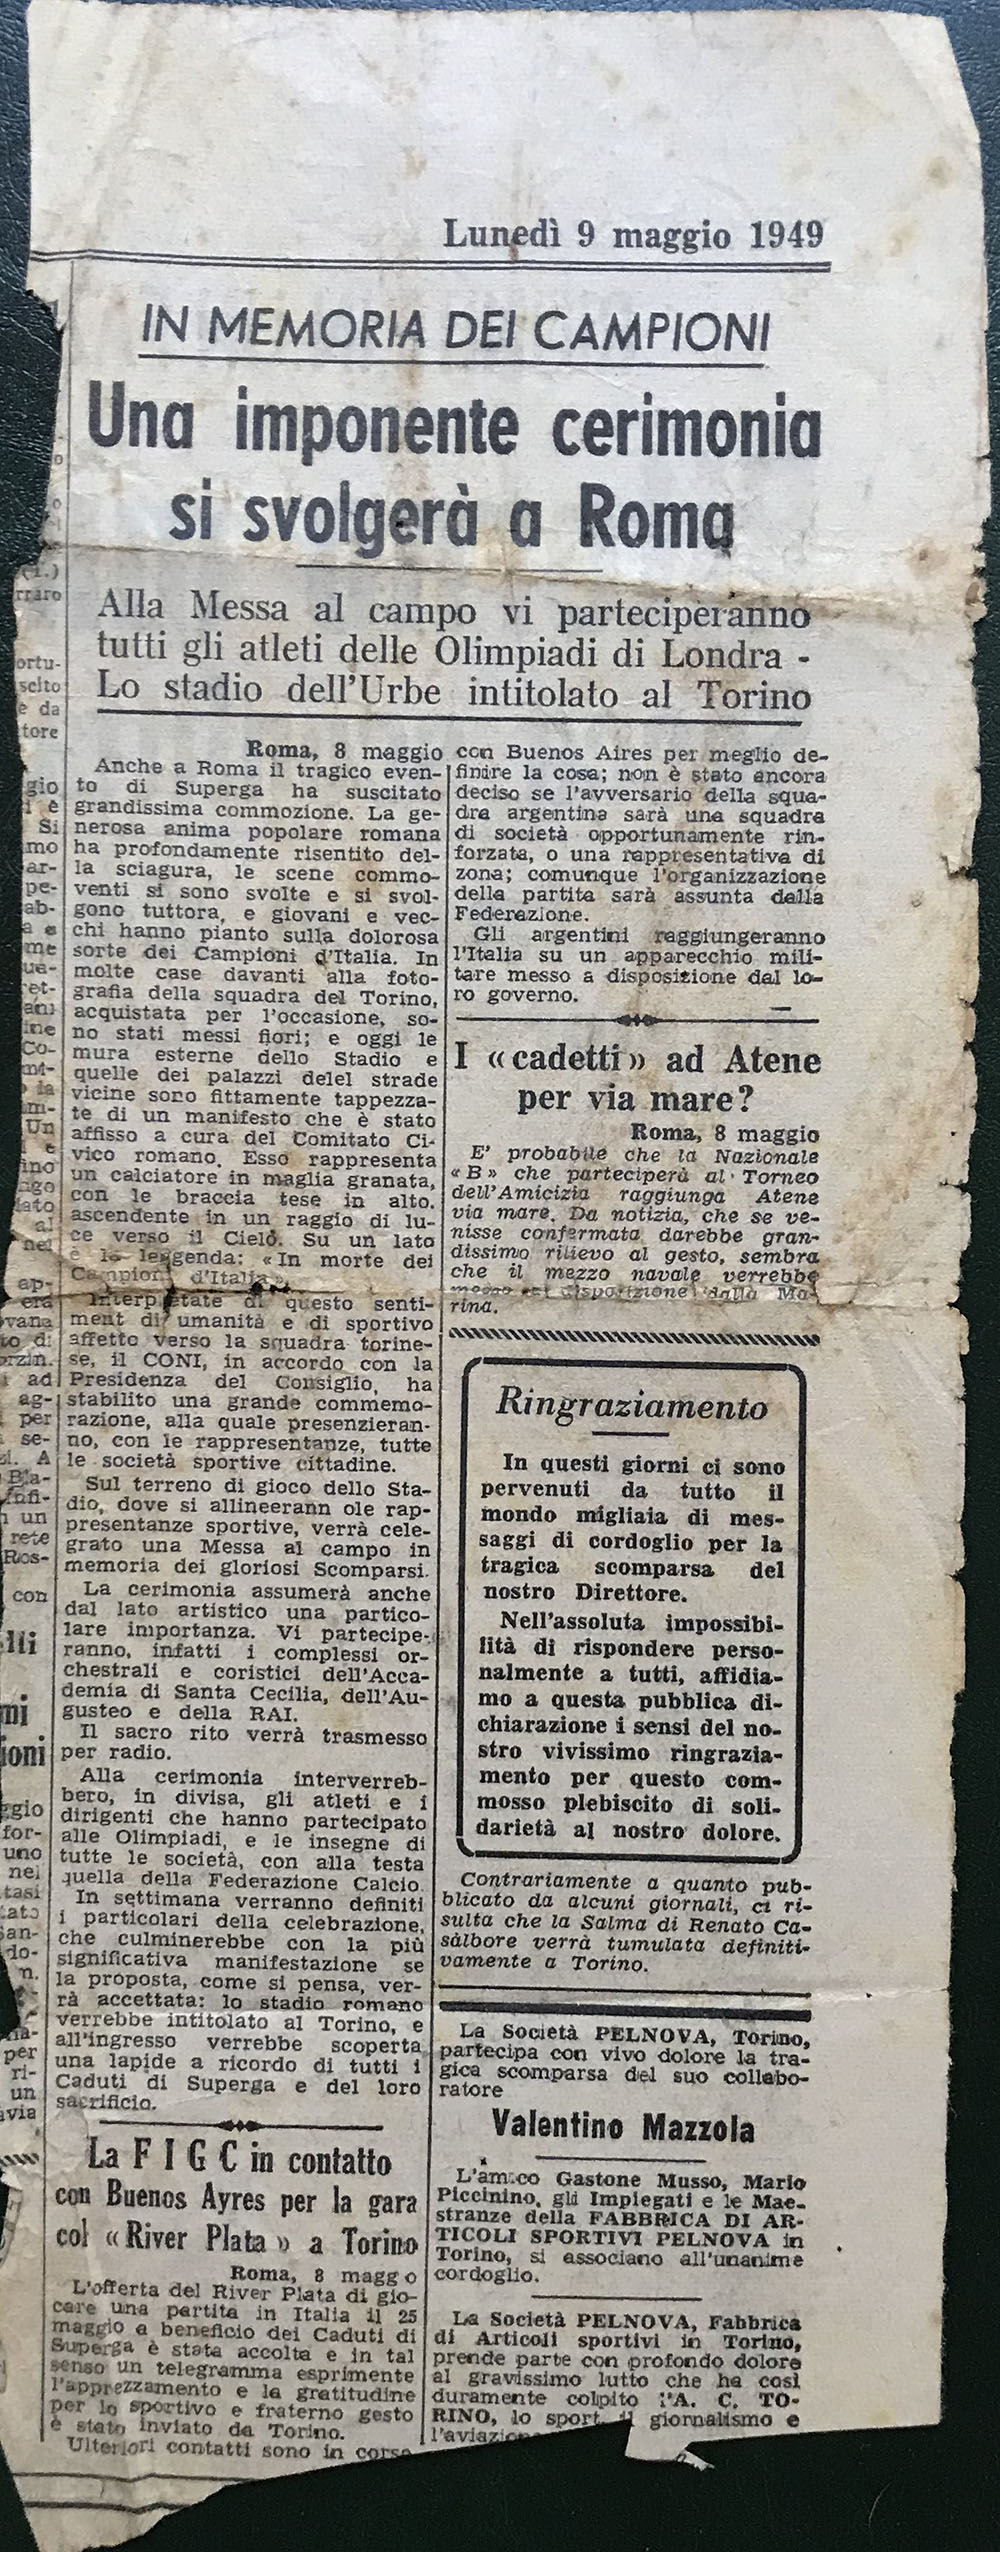 Lunedì 9 maggio 1949
IN MEMORIA DEI CAMPIONI
Una imponente cerimonia
si svolgerà a Roma
Alla Messa al campo vi parteciperanno
tutti gli atleti delle Olimpiadi di Londra -
Lo stadio dell'Urbe intitolato al Torino
Roma, 8 maggio
Anche a Roma il tragico even-
to di Superga ha suscitato
grandissima commozione. La ge-
nerosa anima popolare romana
ha profondamente risentito del-
la sciagura, le scene commo-
venti si sono svolte e si svol-
gono tuttora, e giovani e vec-
chi hanno pianto sulla dolorosa
sorte dei Campioni d'Italia. In
molte case davanti alla foto-
grafia della squadra del Torino,
acquistata per l'occasione, so-
no stati messi fiori; e oggi le
mura esterne dello Stadio e
quelle dei palazzi delel strade
vicine sono fittamente tappezza-
te di un manifesto che è stato
affisso a cura del Comitato Ci-
vico romano. Esso rappresenta
un calciatore in maglia granata,
con le braccia tese in alto.
ascendente in un raggio di lu-
ce verso il Cielo. Su un lato
è la leggenda: «In morte dei
Campioni d'Italia».
Interpretate di questo senti-
ment di umanità e di sportivo
affetto verso la squadra torine-
se, il CONI, in accordo con la
Presidenza del Consiglio, ha
stabilito una grande commemo-
razione, alla quale presenzieran-
no, con le rappresentanze, tutte
le società sportive cittadine.
Sul terreno di gioco dello Sta-
dio, dove si allineerann ole rap-
presentanze sportive, verrà cele-
grato una Messa al campo in
memoria dei gloriosi Scomparsi.
La cerimonia assumerà anche
dal lato artistico una partico-
lare importanza. Vi partecipe-
ranno, infatti i complessi or-
chestrali e coristici dell'Acca-
demia di Santa Cecilia, dell'Au-
gusteo e della RAI.
Il sacro rito verrà trasmesso
per radio.
Alla cerimonia interverreb-
bero, in divisa, gli atleti e i
dirigenti che hanno partecipato
alle Olimpiadi, e le insegne di
tutte le società, con alla testa
quella della Federazione Calcio.
In settimana verranno definiti
i particolari della celebrazione,
che culminerebbe con la più
significativa manifestazione se
la proposta, come si pensa, ver-
rà accettata: lo stadio romano
verrebbe intitolato al Torino, e
all'ingresso verrebbe scoperta
una lapide a ricordo di tutti i
Caduti di Superga e del loro
sacrificio.
La F I G C in contatto
con Buenos Ayres per la gara
col «River Plata» a Torino
Roma, 8 magg o
L'offerta del River Plata di gio-
care una partita in Italia il 25
maggio a beneficio dei Caduti di
Superga è stata accolta e in tal
senso un telegramma esprimente
l'apprezzamento e la gratitudine
per lo sportivo e fraterno gesto
è stato inviato da Torino.
Ulteriori contatti sono in corso
con Buenos Aires per meglio de-
finire la cosa; non è stato ancora
deciso se l'avversario della squa-
dra argentina sarà una squadra
di società opportunamente rin-
forzata, o una rappresentativa di
zona; comunque l'organizzazione
della partita sarà assunta dalla
Federazione.
Gli argentini raggiungeranno
l'Italia su un apparecchio mili-
tare messo a disposizione dal lo-
ro governo.
I «cadetti» ad Atene
per via mare?
Roma, 8 maggio
E' probabile che la Nazionale
«B» che parteciperà al Torneo
dell'Amicizia raggiunga Atene
via mare. Da notizia, che se ve-
nisse confermata darebbe gran-
dissimo rilievo al gesto, sembra
che il mezzo navale verrebbe
disposizione dalla Ma-
rina.
Ringraziamento
In questi giorni ci sono
pervenuti da tutto il
mondo migliaia di mes-
saggi di cordoglio per la
tragica scomparsa del
nostro Direttore.
Nell'assoluta impossibi-
lità di rispondere perso-
nalmente a tutti, affidia-
mo a questa pubblica di-
chiarazione i sensi del no-
stro vivissimo ringrazia-
mento per questo com-
mosso plebiscito di soli-
darietà al nostro dolore.
Contrariamente a quanto pub-
blicato da alcuni giornali, ci ri-
sulta che la Salma di Renato Ca-
salbore verrà tumulata definiti-
vamente a Torino.
La Società PELNOVA, Torino,
partecipa con vivo dolore la tra-
gica scomparsa del suo collabo-
ratore
Valentino Mazzola
L'amico Gastone Musso, Mario
Piccinino, gli Impiegati e le Mae-
stranze della FABBRICA DI AR-
TICOLI SPORTIVI PELNOVA in
Torino, si associano all'unanime
cordoglio.
La Società PELNOVA, Fabbrica
di Articoli sportivi in Torino,
prende parte con profondo dolore
al gravissimo lutto che ha così
duramente colpito l'A. C. TO-
RINO, lo sport, il giornalismo e
l'aviazione